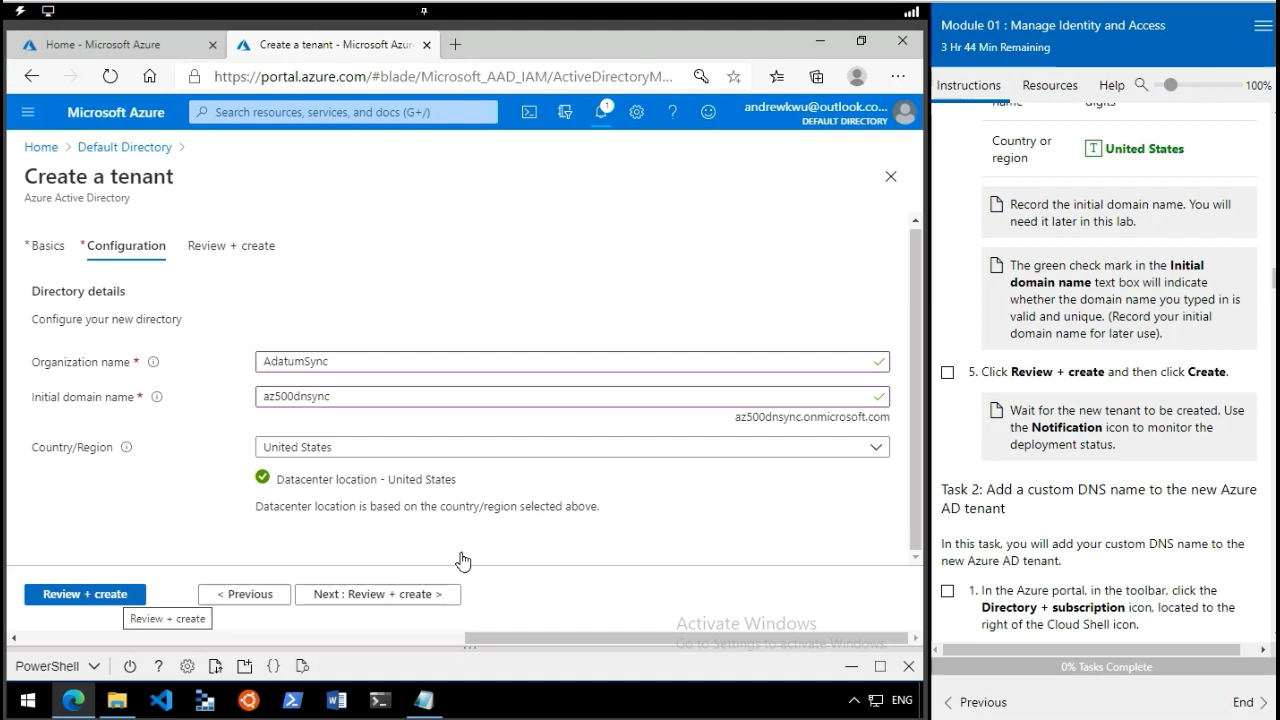 Home - Microsoft Azure
Create a tenant - Microsoft Azur
https://portal.azure.com/#blade/Microsoft_AAD_IAM/ActiveDirectoryM...
Microsoft Azure
Search resources, services, and docs (G+/)
1
andrewkwu@outlook.co...
DEFAULT DIRECTORY
Home > Default Directory >
Create a tenant
Azure Active Directory
* Basics * Configuration Review + create
Directory details
Configure your new directory
Organization name *
AdatumSync
Initial domain name *
az500dnsync
az500dnsync.onmicrosoft.com
Country/Region
United States
Datacenter location - United States
Datacenter location is based on the country/region selected above.
Review + create
< Previous
Next : Review + create >
Review + create
Activate Windows
Go to Settings to activate Windows.
PowerShell
ENG
Module 01 : Manage Identity and Access
3 Hr 44 Min Remaining
Instructions Resources Help 100%
name digits
Country or
region
T United States
Record the initial domain name. You will
need it later in this lab.
The green check mark in the Initial
domain name text box will indicate
whether the domain name you typed in is
valid and unique. (Record your initial
domain name for later use).
5. Click Review + create and then click Create.
Wait for the new tenant to be created. Use
the Notification icon to monitor the
deployment status.
Task 2: Add a custom DNS name to the new Azure
AD tenant
In this task, you will add your custom DNS name to the
new Azure AD tenant.
1. In the Azure portal, in the toolbar, click the
Directory + subscription icon, located to the
right of the Cloud Shell icon.
0% Tasks Complete
Previous
End